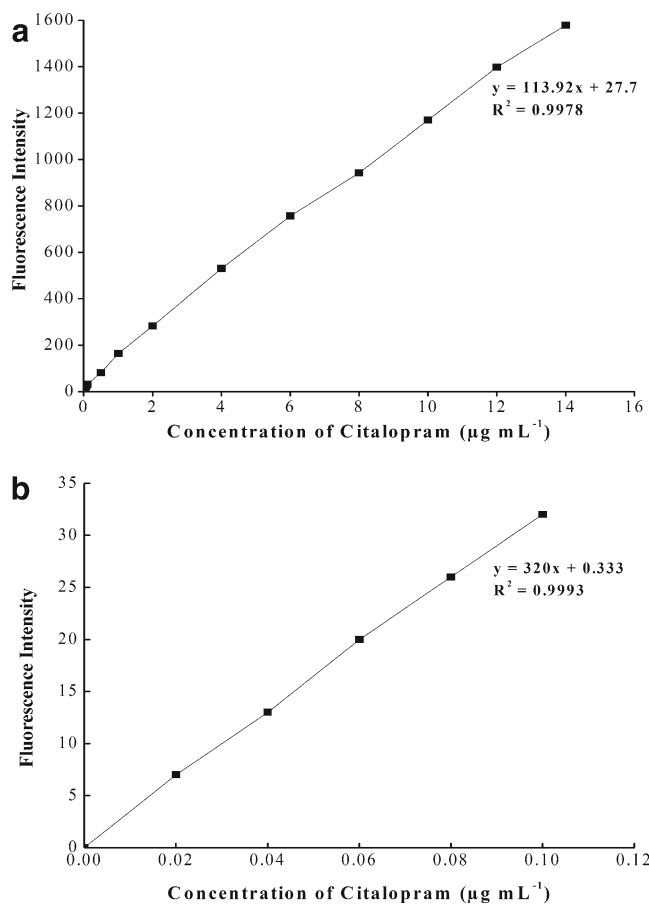 a
1600
1400
1200
1000
800
600
400
200
0
Fluorescence Intensity
y = 113.92x + 27.7
R² = 0.9978
0 2 4 6 8 10 12 14 16
Concentration of Citalopram (µg mL⁻¹)
b
35
30
25
20
15
10
5
0
Fluorescence Intensity
y = 320x + 0.333
R² = 0.9993
0.00 0.02 0.04 0.06 0.08 0.10 0.12
Concentration of Citalopram (µg mL⁻¹)